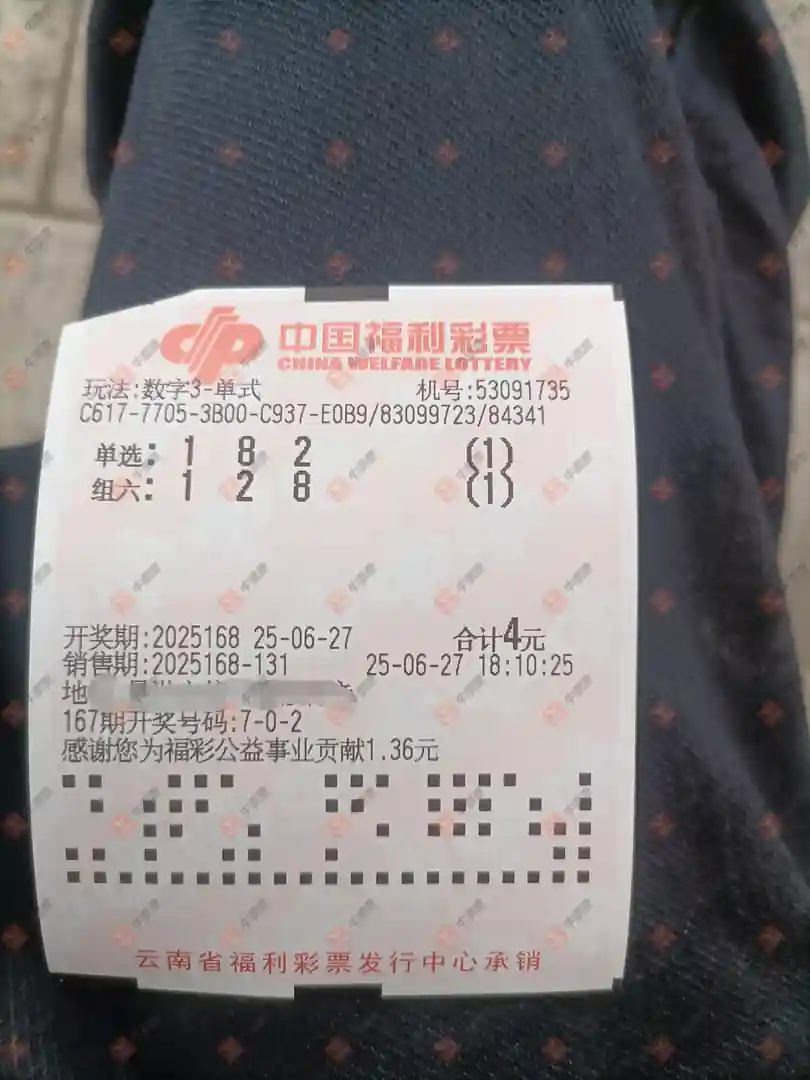 中国福利彩票
CHINA WELFARE LOTTERY
玩法:数字3-单式 机号:53091735
C617-7705-3B00-C937-E0B9/83099723/84341
单选: 1 8 2 (1)
组六: 1 2 8 (1)
开奖期:2025168 25-06-27 合计4元
销售期:2025168-131 25-06-27 18:10:25
地
167期开奖号码:7-0-2
感谢您为福彩公益事业贡献1.36元
云南省福利彩票发行中心承销